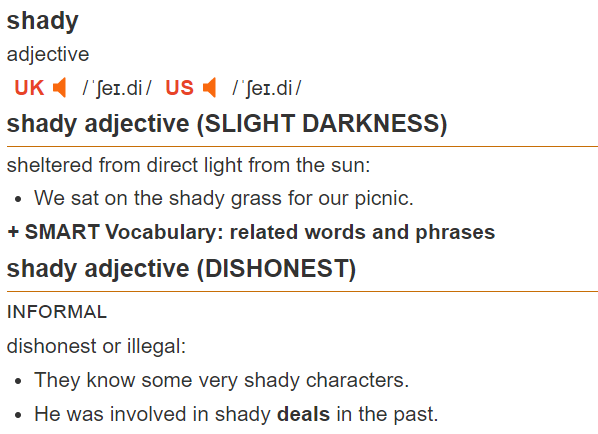 shady
adjective
UK /ˈʃeɪ.di/ US /ˈʃeɪ.di/
shady adjective (SLIGHT DARKNESS)
sheltered from direct light from the sun:
• We sat on the shady grass for our picnic.
+ SMART Vocabulary: related words and phrases
shady adjective (DISHONEST)
INFORMAL
dishonest or illegal:
• They know some very shady characters.
• He was involved in shady deals in the past.